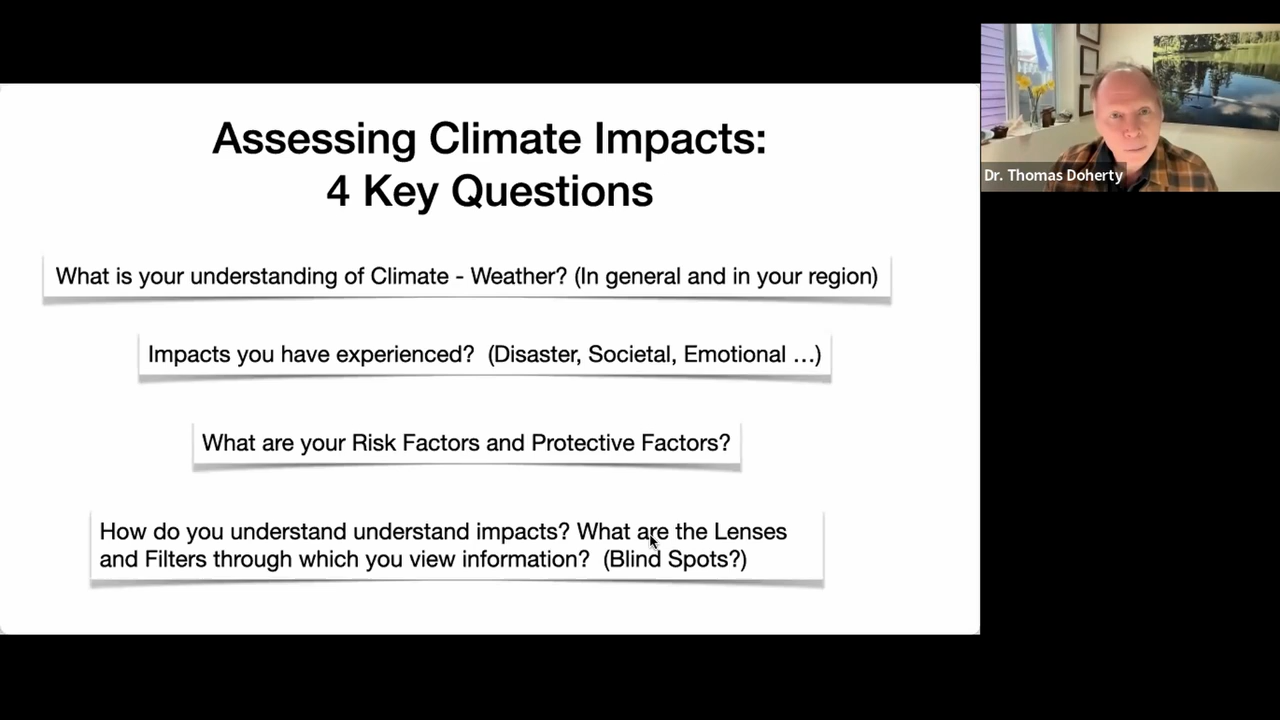 Assessing Climate Impacts:
4 Key Questions
What is your understanding of Climate - Weather? (In general and in your region)
Impacts you have experienced?  (Disaster, Societal, Emotional …)
What are your Risk Factors and Protective Factors?
How do you understand understand impacts? What are the Lenses
and Filters through which you view information?  (Blind Spots?)
Dr. Thomas Doherty